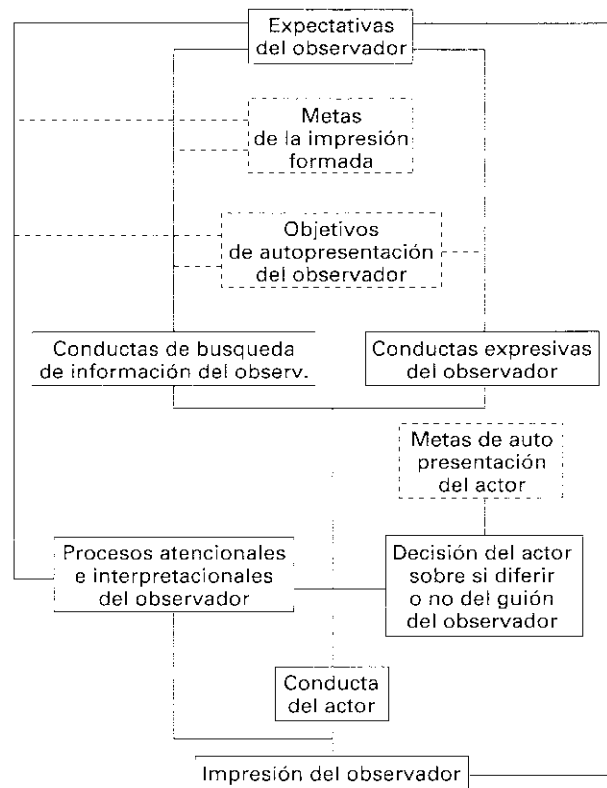 Expectativas
del observador
Metas
de la impresión
formada
Objetivos
de autopresentación
del observador
Conductas de busqueda
de información del observ.
Conductas expresivas
del observador
Metas de auto
presentación
del actor
Procesos atencionales
e interpretacionales
del observador
Decisión del actor
sobre si diferir
o no del guión
del observador
Conducta
del actor
Impresión del observador